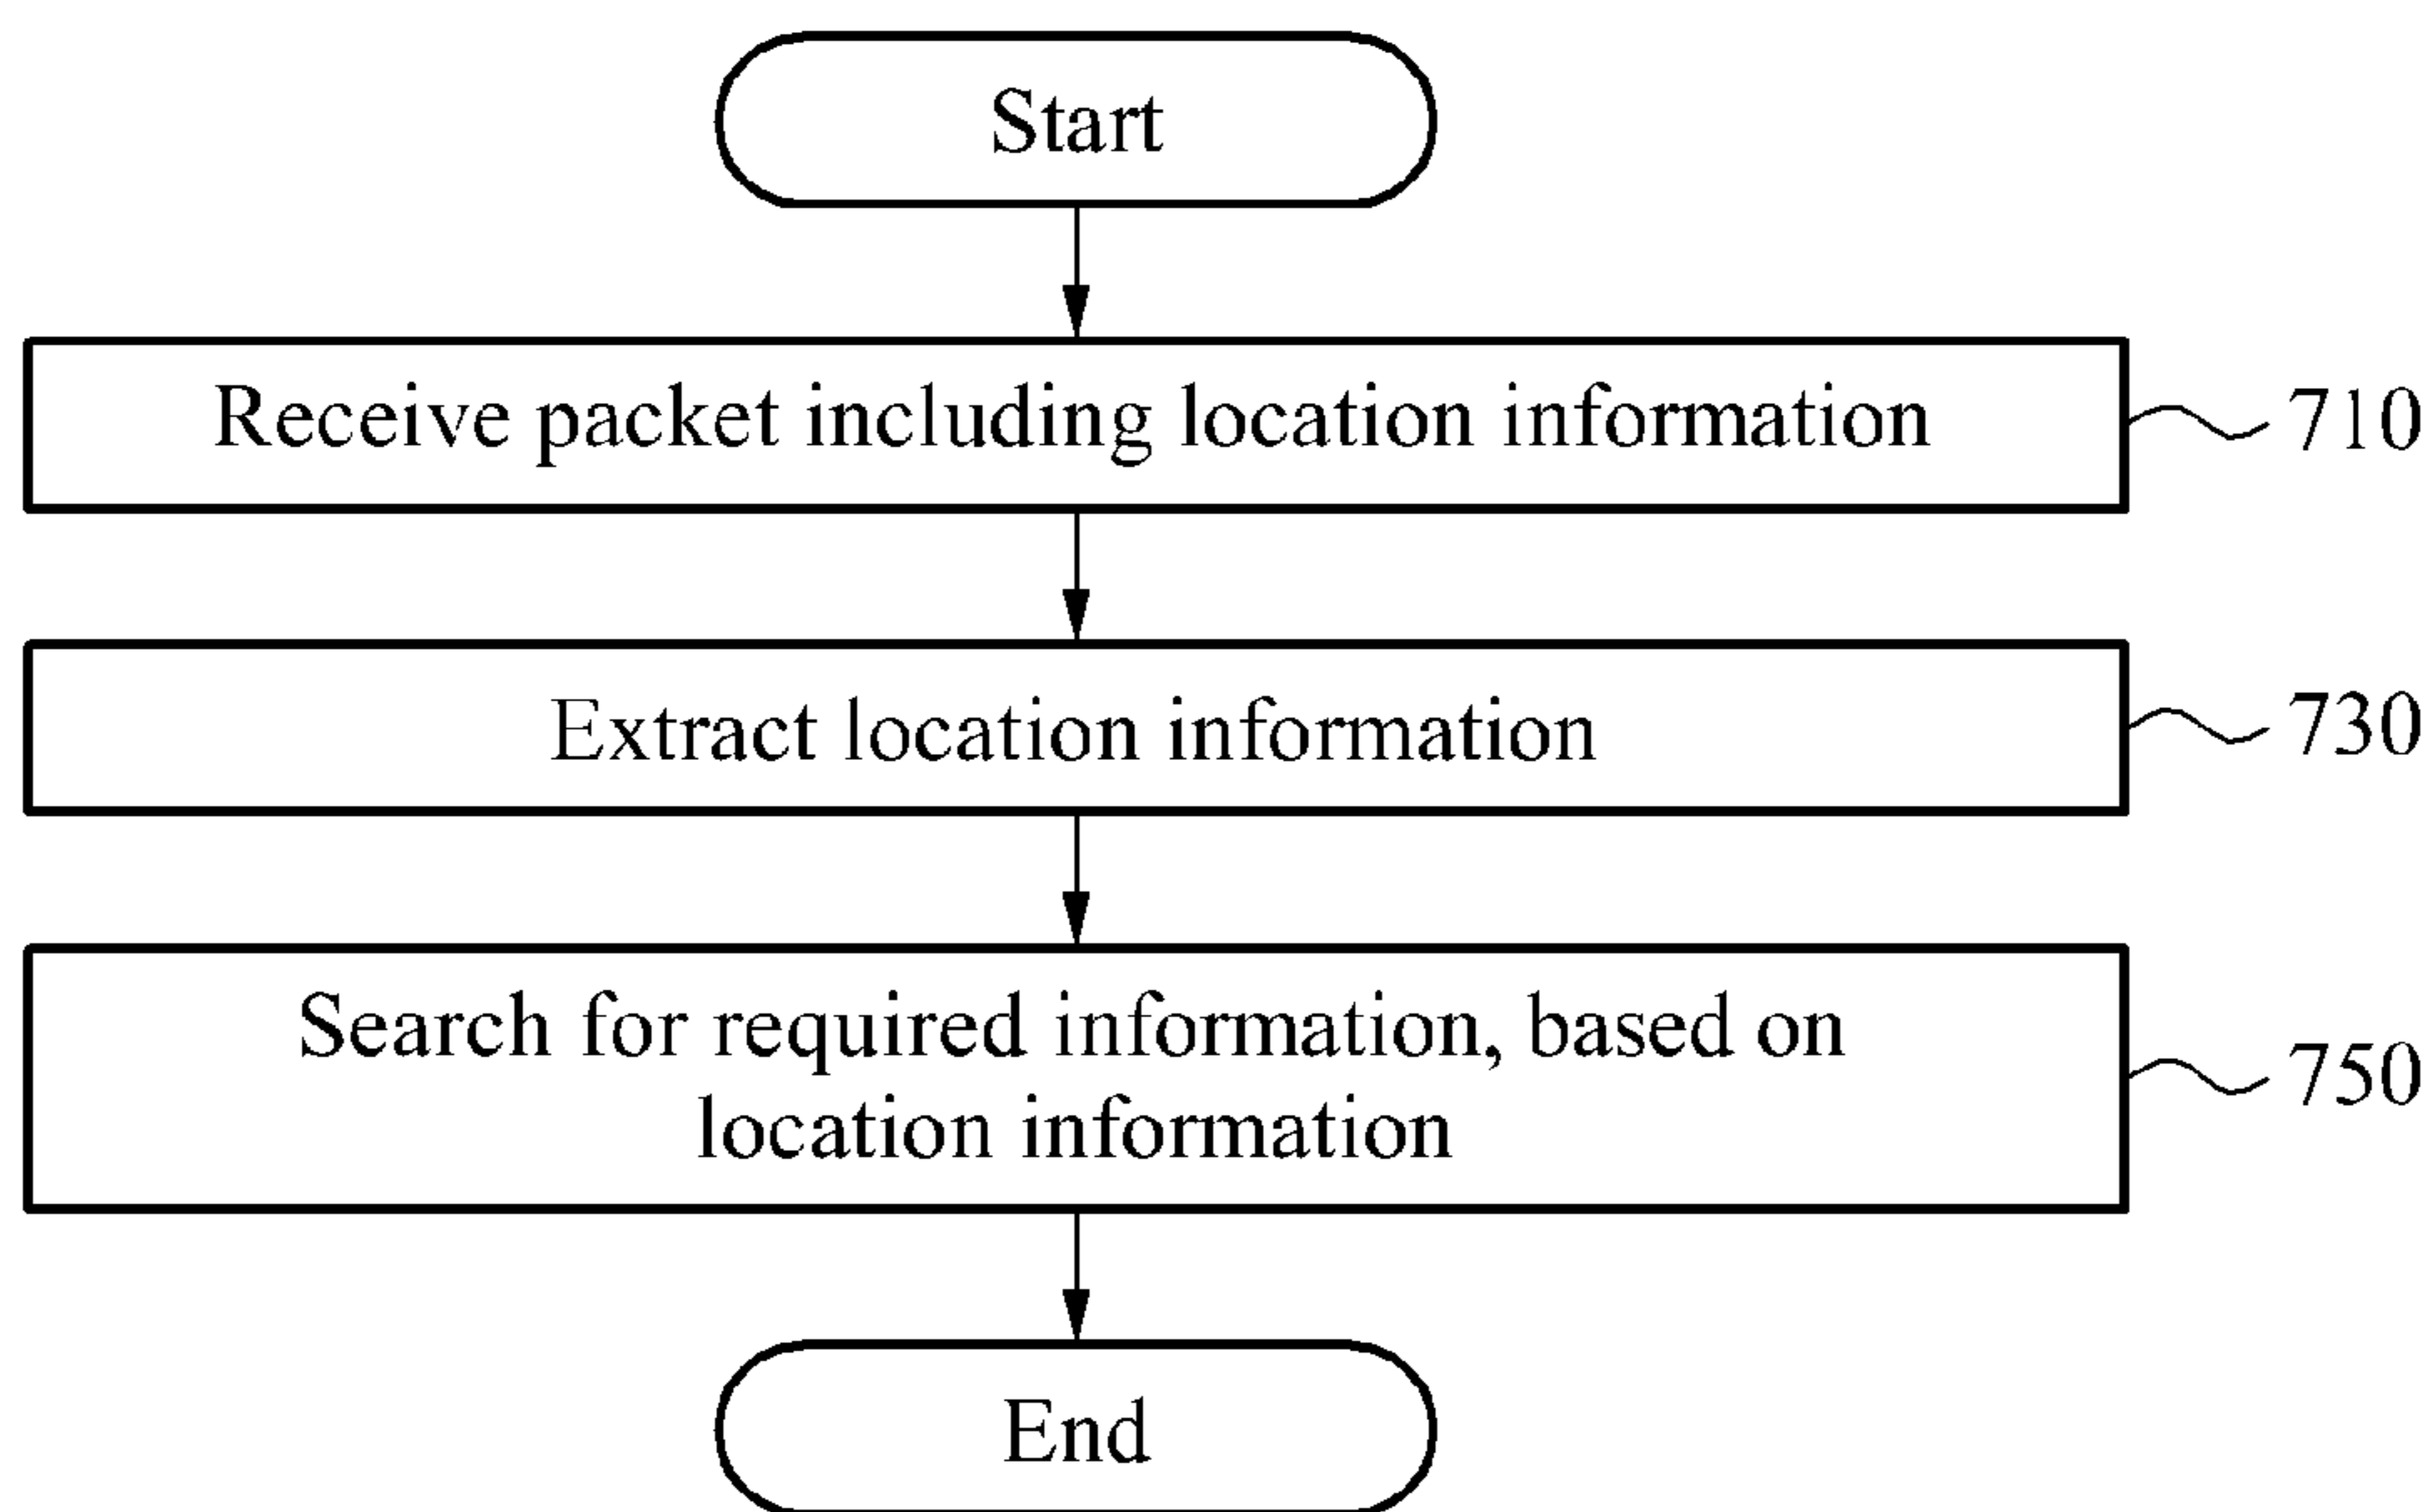 Start
Receive packet including location information
710
Extract location information
730
Search for required information, based on
location information
750
End